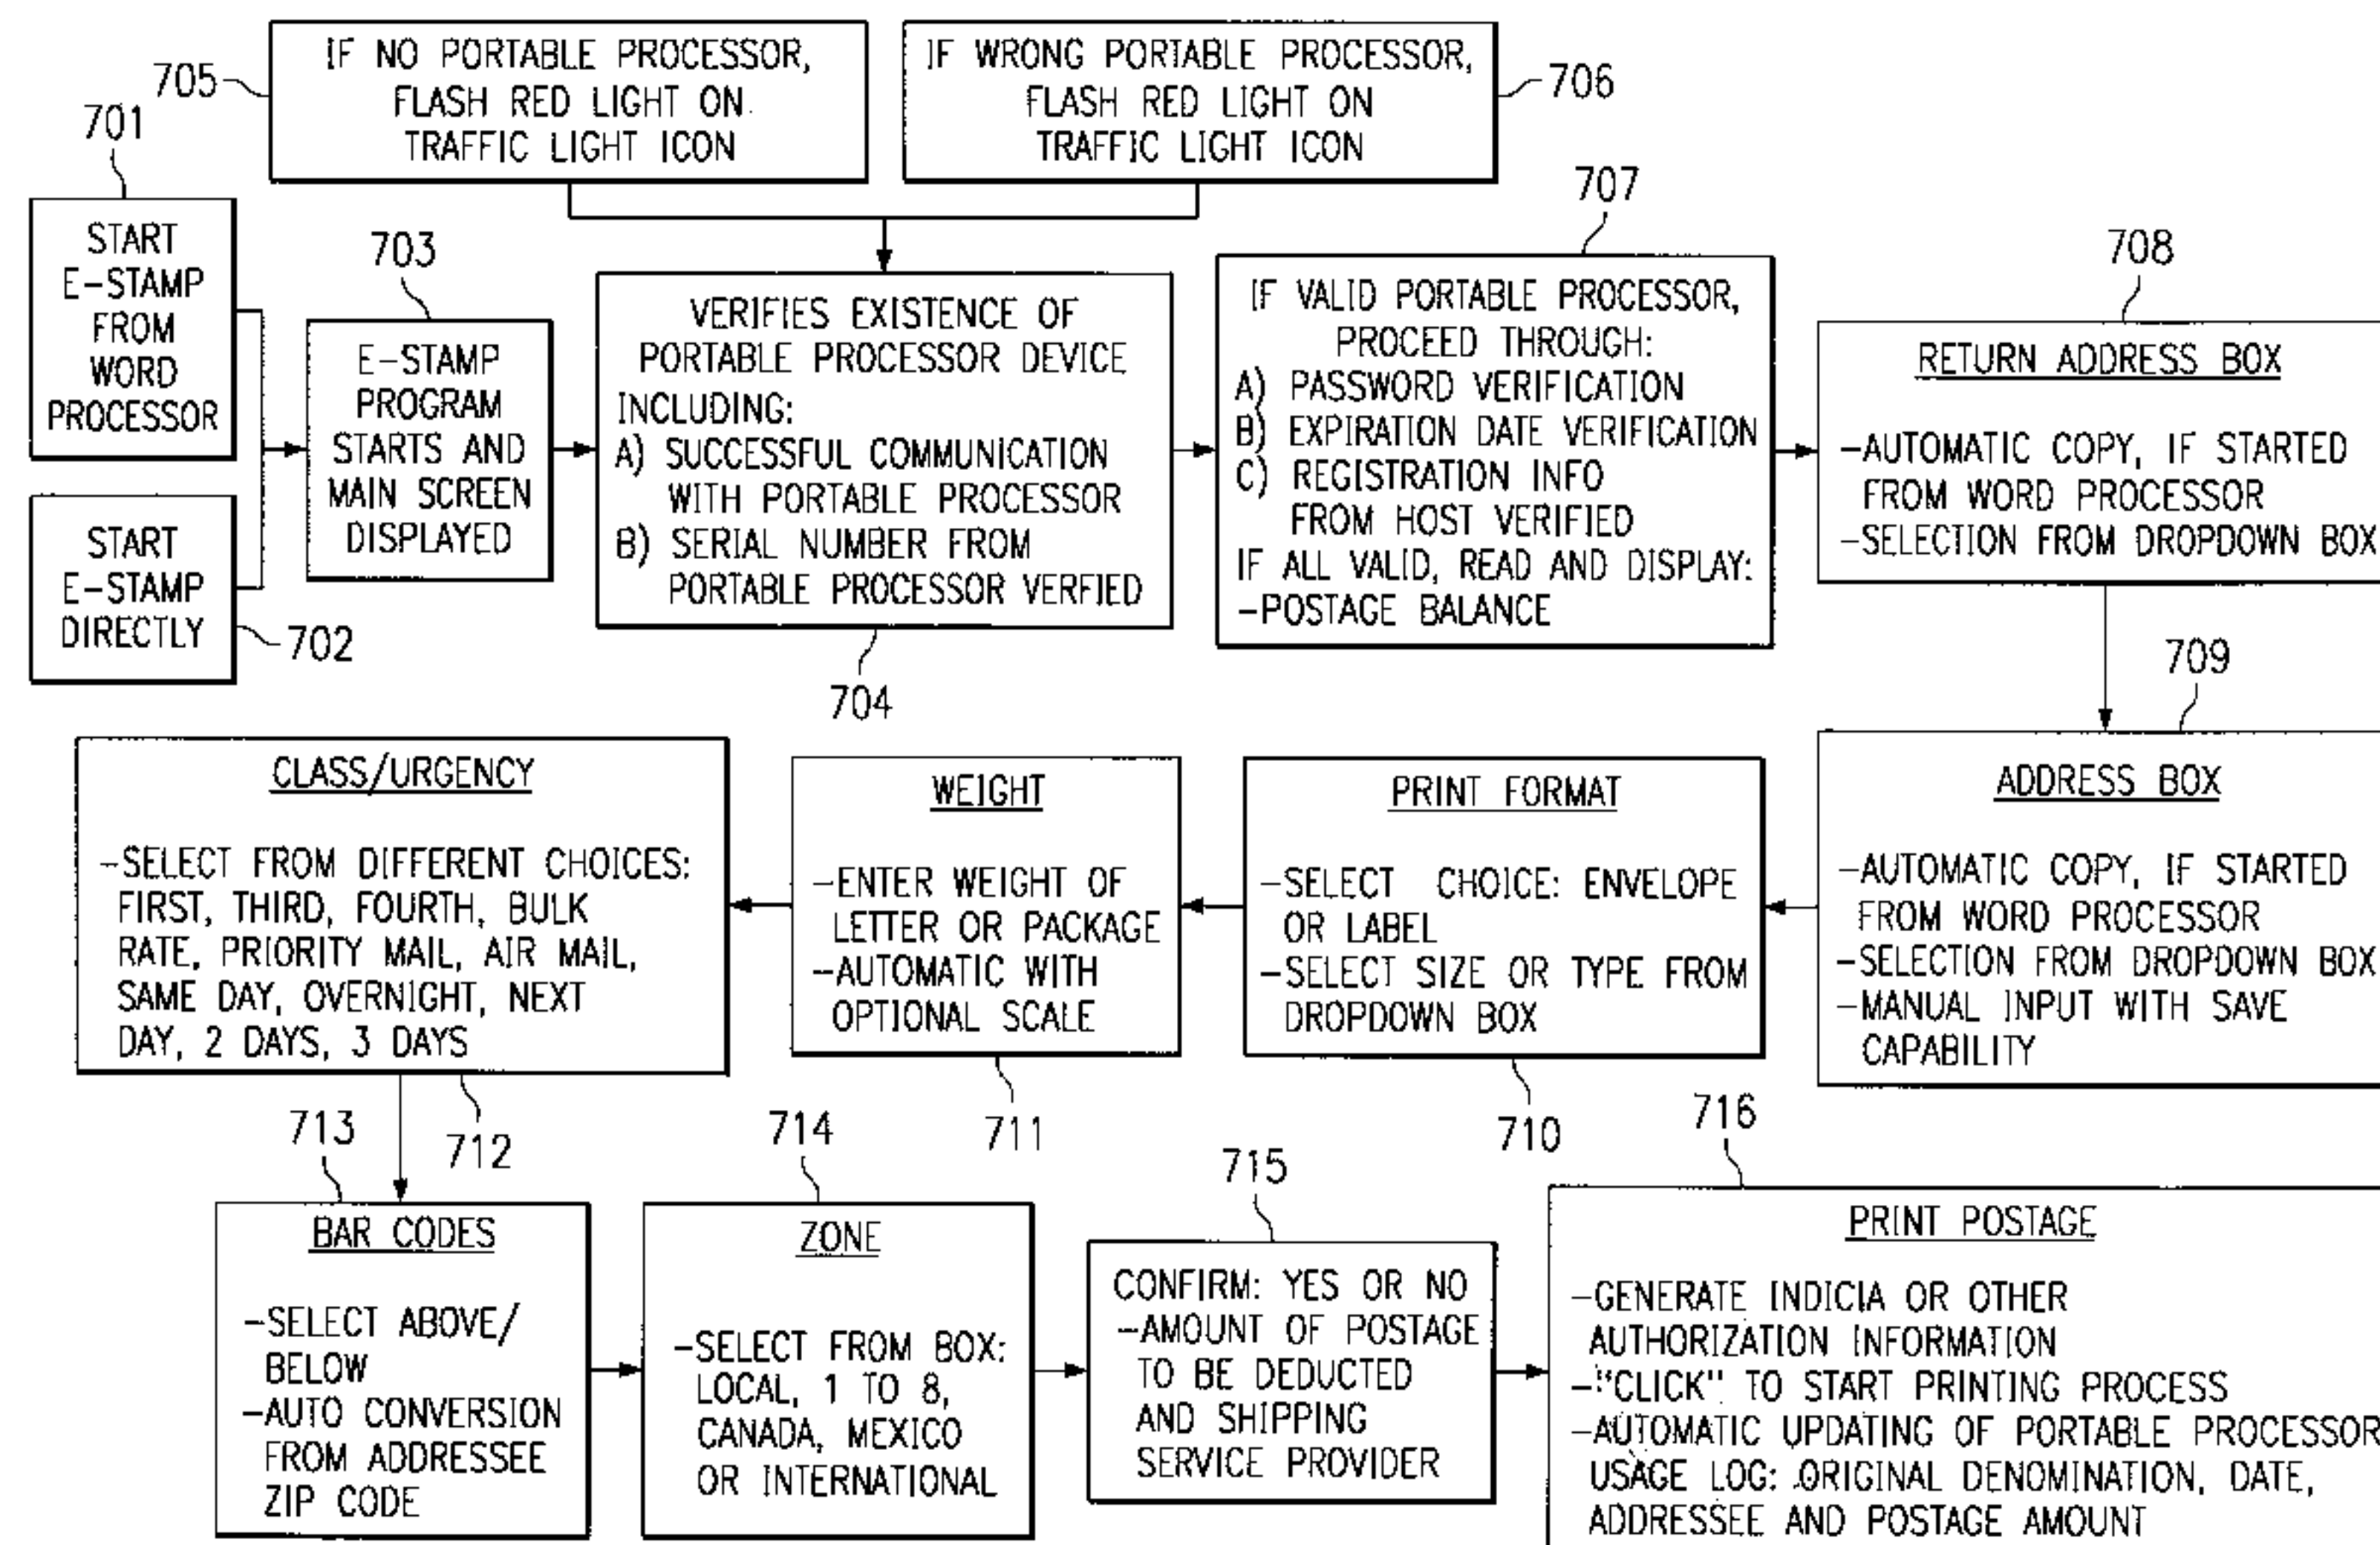 705
IF NO PORTABLE PROCESSOR,
FLASH RED LIGHT ON
TRAFFIC LIGHT ICON
IF WRONG PORTABLE PROCESSOR,
FLASH RED LIGHT ON
TRAFFIC LIGHT ICON
706
701
START
E-STAMP
FROM
WORD
PROCESSOR
START
E-STAMP
DIRECTLY
702
703
E-STAMP
PROGRAM
STARTS AND
MAIN SCREEN
DISPLAYED
VERIFIES EXISTENCE OF
PORTABLE PROCESSOR DEVICE
INCLUDING:
A) SUCCESSFUL COMMUNICATION
WITH PORTABLE PROCESSOR
B) SERIAL NUMBER FROM
PORTABLE PROCESSOR VERFIED
704
707
IF VALID PORTABLE PROCESSOR,
PROCEED THROUGH:
A) PASSWORD VERIFICATION
B) EXPIRATION DATE VERIFICATION
C) REGISTRATION INFO
FROM HOST VERIFIED
IF ALL VALID, READ AND DISPLAY:
-POSTAGE BALANCE
708
RETURN ADDRESS BOX
-AUTOMATIC COPY, IF STARTED
FROM WORD PROCESSOR
-SELECTION FROM DROPDOWN BOX
709
ADDRESS BOX
-AUTOMATIC COPY, IF STARTED
FROM WORD PROCESSOR
-SELECTION FROM DROPDOWN BOX
-MANUAL INPUT WITH SAVE
CAPABILITY
PRINT FORMAT
-SELECT CHOICE: ENVELOPE
OR LABEL
-SELECT SIZE OR TYPE FROM
DROPDOWN BOX
710
WEIGHT
-ENTER WEIGHT OF
LETTER OR PACKAGE
-AUTOMATIC WITH
OPTIONAL SCALE
711
CLASS/URGENCY
-SELECT FROM DIFFERENT CHOICES:
FIRST, THIRD, FOURTH, BULK
RATE, PRIORITY MAIL, AIR MAIL,
SAME DAY, OVERNIGHT, NEXT
DAY, 2 DAYS, 3 DAYS
712
713
BAR CODES
-SELECT ABOVE/
BELOW
-AUTO CONVERSION
FROM ADDRESSEE
ZIP CODE
714
ZONE
-SELECT FROM BOX:
LOCAL, 1 TO 8,
CANADA, MEXICO
OR INTERNATIONAL
715
CONFIRM: YES OR NO
-AMOUNT OF POSTAGE
TO BE DEDUCTED
AND SHIPPING
SERVICE PROVIDER
716
PRINT POSTAGE
-GENERATE INDICIA OR OTHER
AUTHORIZATION INFORMATION
-"CLICK" TO START PRINTING PROCESS
-AUTOMATIC UPDATING OF PORTABLE PROCESSOR
USAGE LOG: ORIGINAL DENOMINATION, DATE,
ADDRESSEE AND POSTAGE AMOUNT